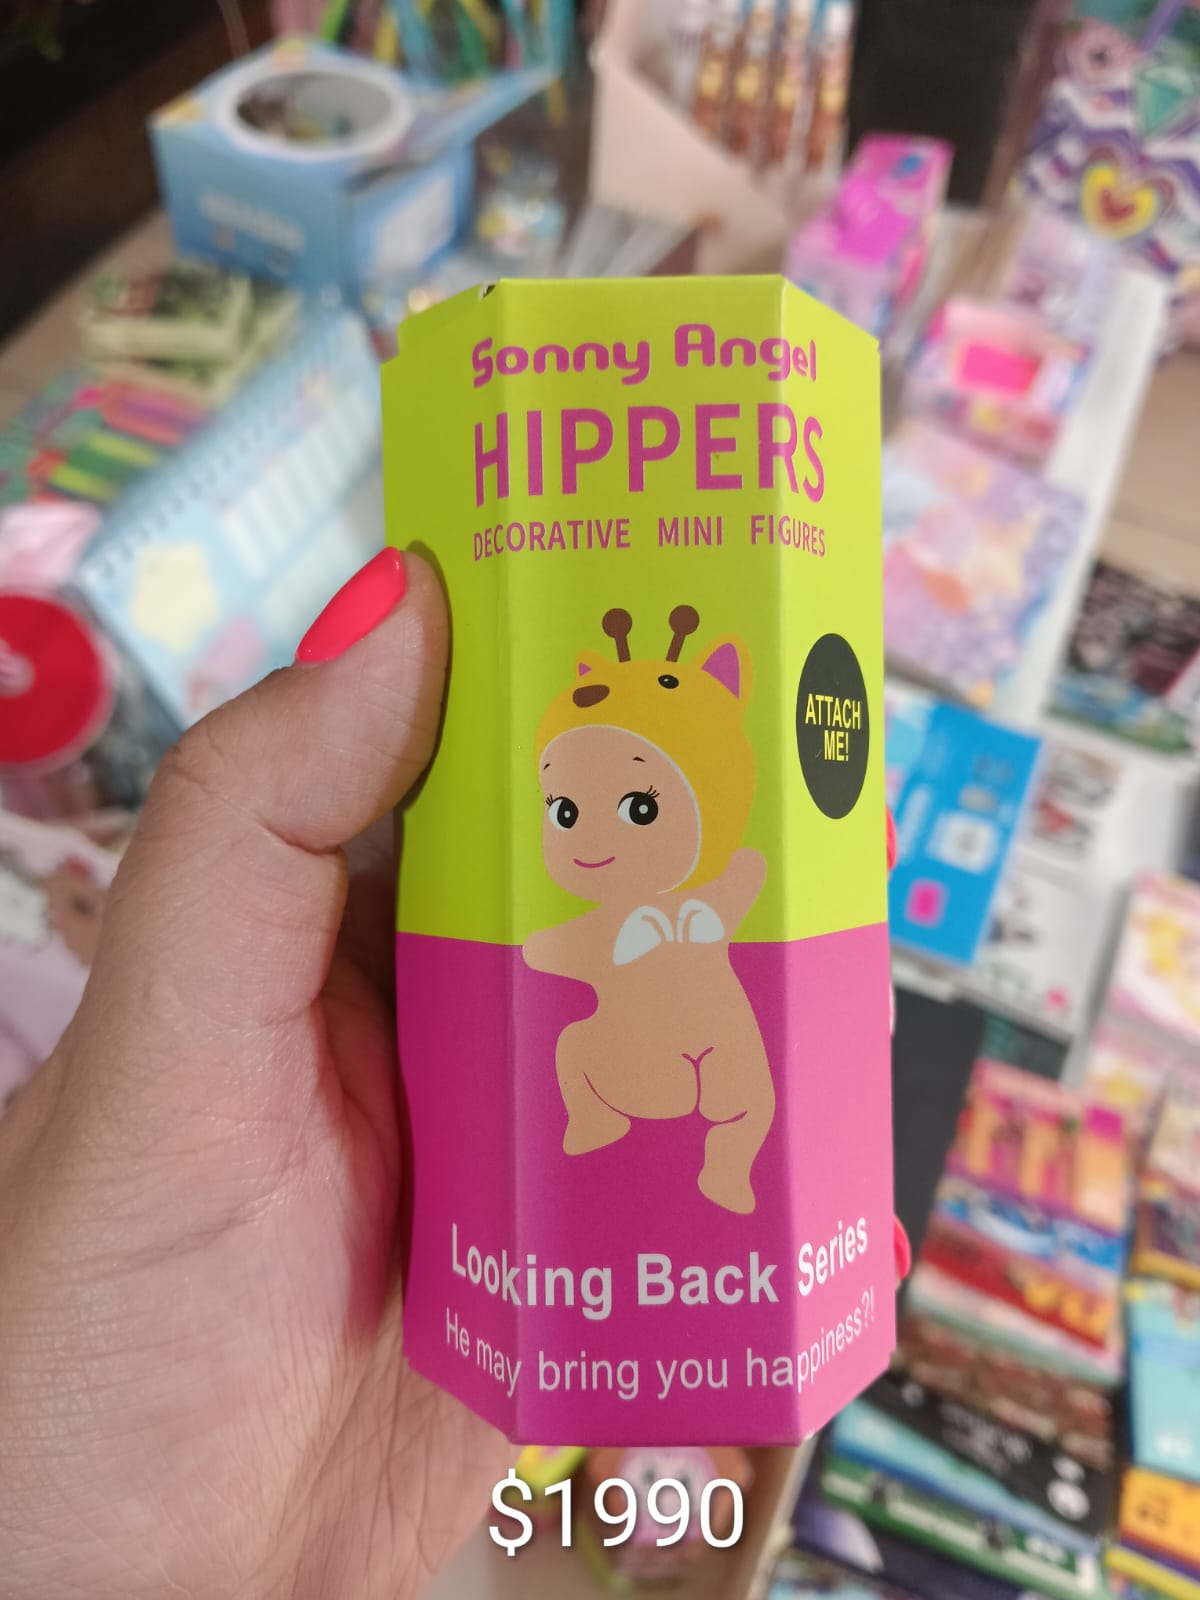 Sonny Angel
HIPPERS
DECORATIVE MINI FIGURES
ATTACH
ME!
Looking Back Series
He may bring you happiness?!
$1990